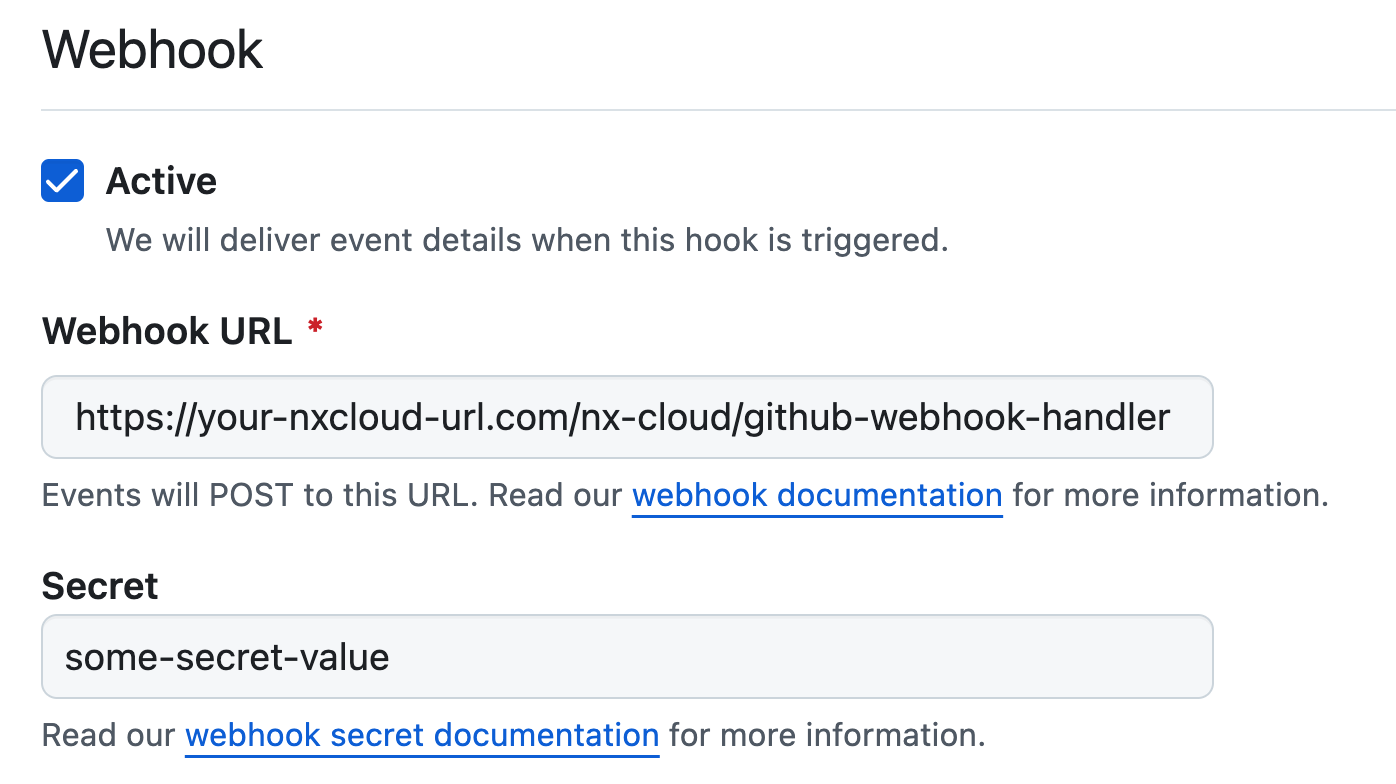 Webhook
Active
We will deliver event details when this hook is triggered.
Webhook URL *
https://your-nxcloud-url.com/nx-cloud/github-webhook-handler
Events will POST to this URL. Read our webhook documentation for more information.
Secret
some-secret-value
Read our webhook secret documentation for more information.